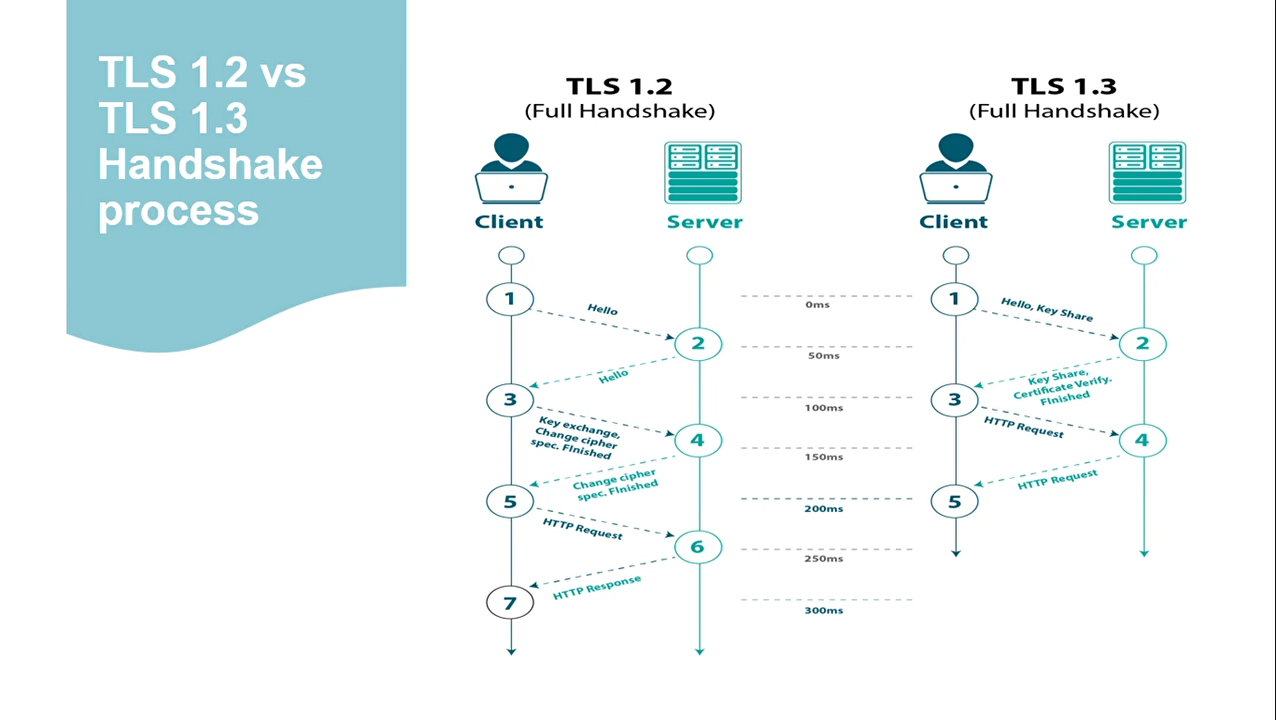 TLS 1.2 vs
TLS 1.3
Handshake
process
TLS 1.2
(Full Handshake)
Client
Server
1
Hello
2
Hello
3
Key exchange,
Change cipher
spec. FInished
4
Change cipher
spec. FInished
5
HTTP Request
6
HTTP Response
7
0ms
50ms
100ms
150ms
200ms
250ms
300ms
TLS 1.3
(Full Handshake)
Client
Server
1
Hello, Key Share
2
Key Share,
Certificate Verify.
FInished
3
HTTP Request
4
HTTP Request
5